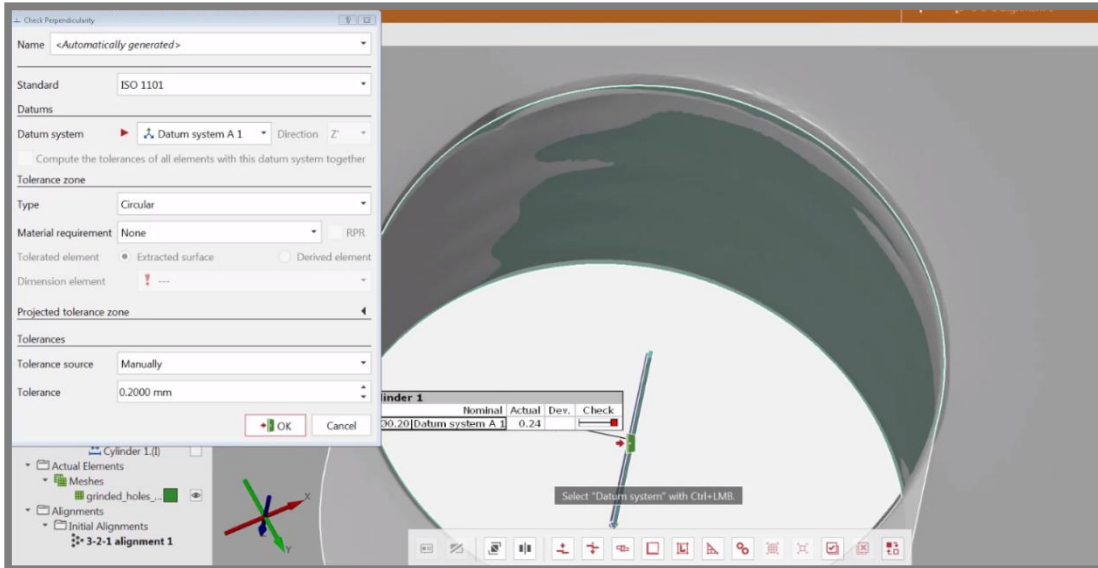 Check Perpendicularity
Name <Automatically generated>
Standard ISO 1101
Datums
Datum system Datum system A 1 Direction Z'
Compute the tolerances of all elements with this datum system together
Tolerance zone
Type Circular
Material requirement None RPR
Tolerated element Extracted surface Derived element
Dimension element ---
Projected tolerance zone
Tolerances
Tolerance source Manually
Tolerance 0.2000 mm
OK Cancel
linder 1
Nominal Actual Dev. Check
00.20 Datum system A 1 0.24
Cylinder 1.(I)
Actual Elements
Meshes
grinded_holes_...
Alignments
Initial Alignments
3-2-1 alignment 1
X
Z
Y
Select "Datum system" with Ctrl+LMB.